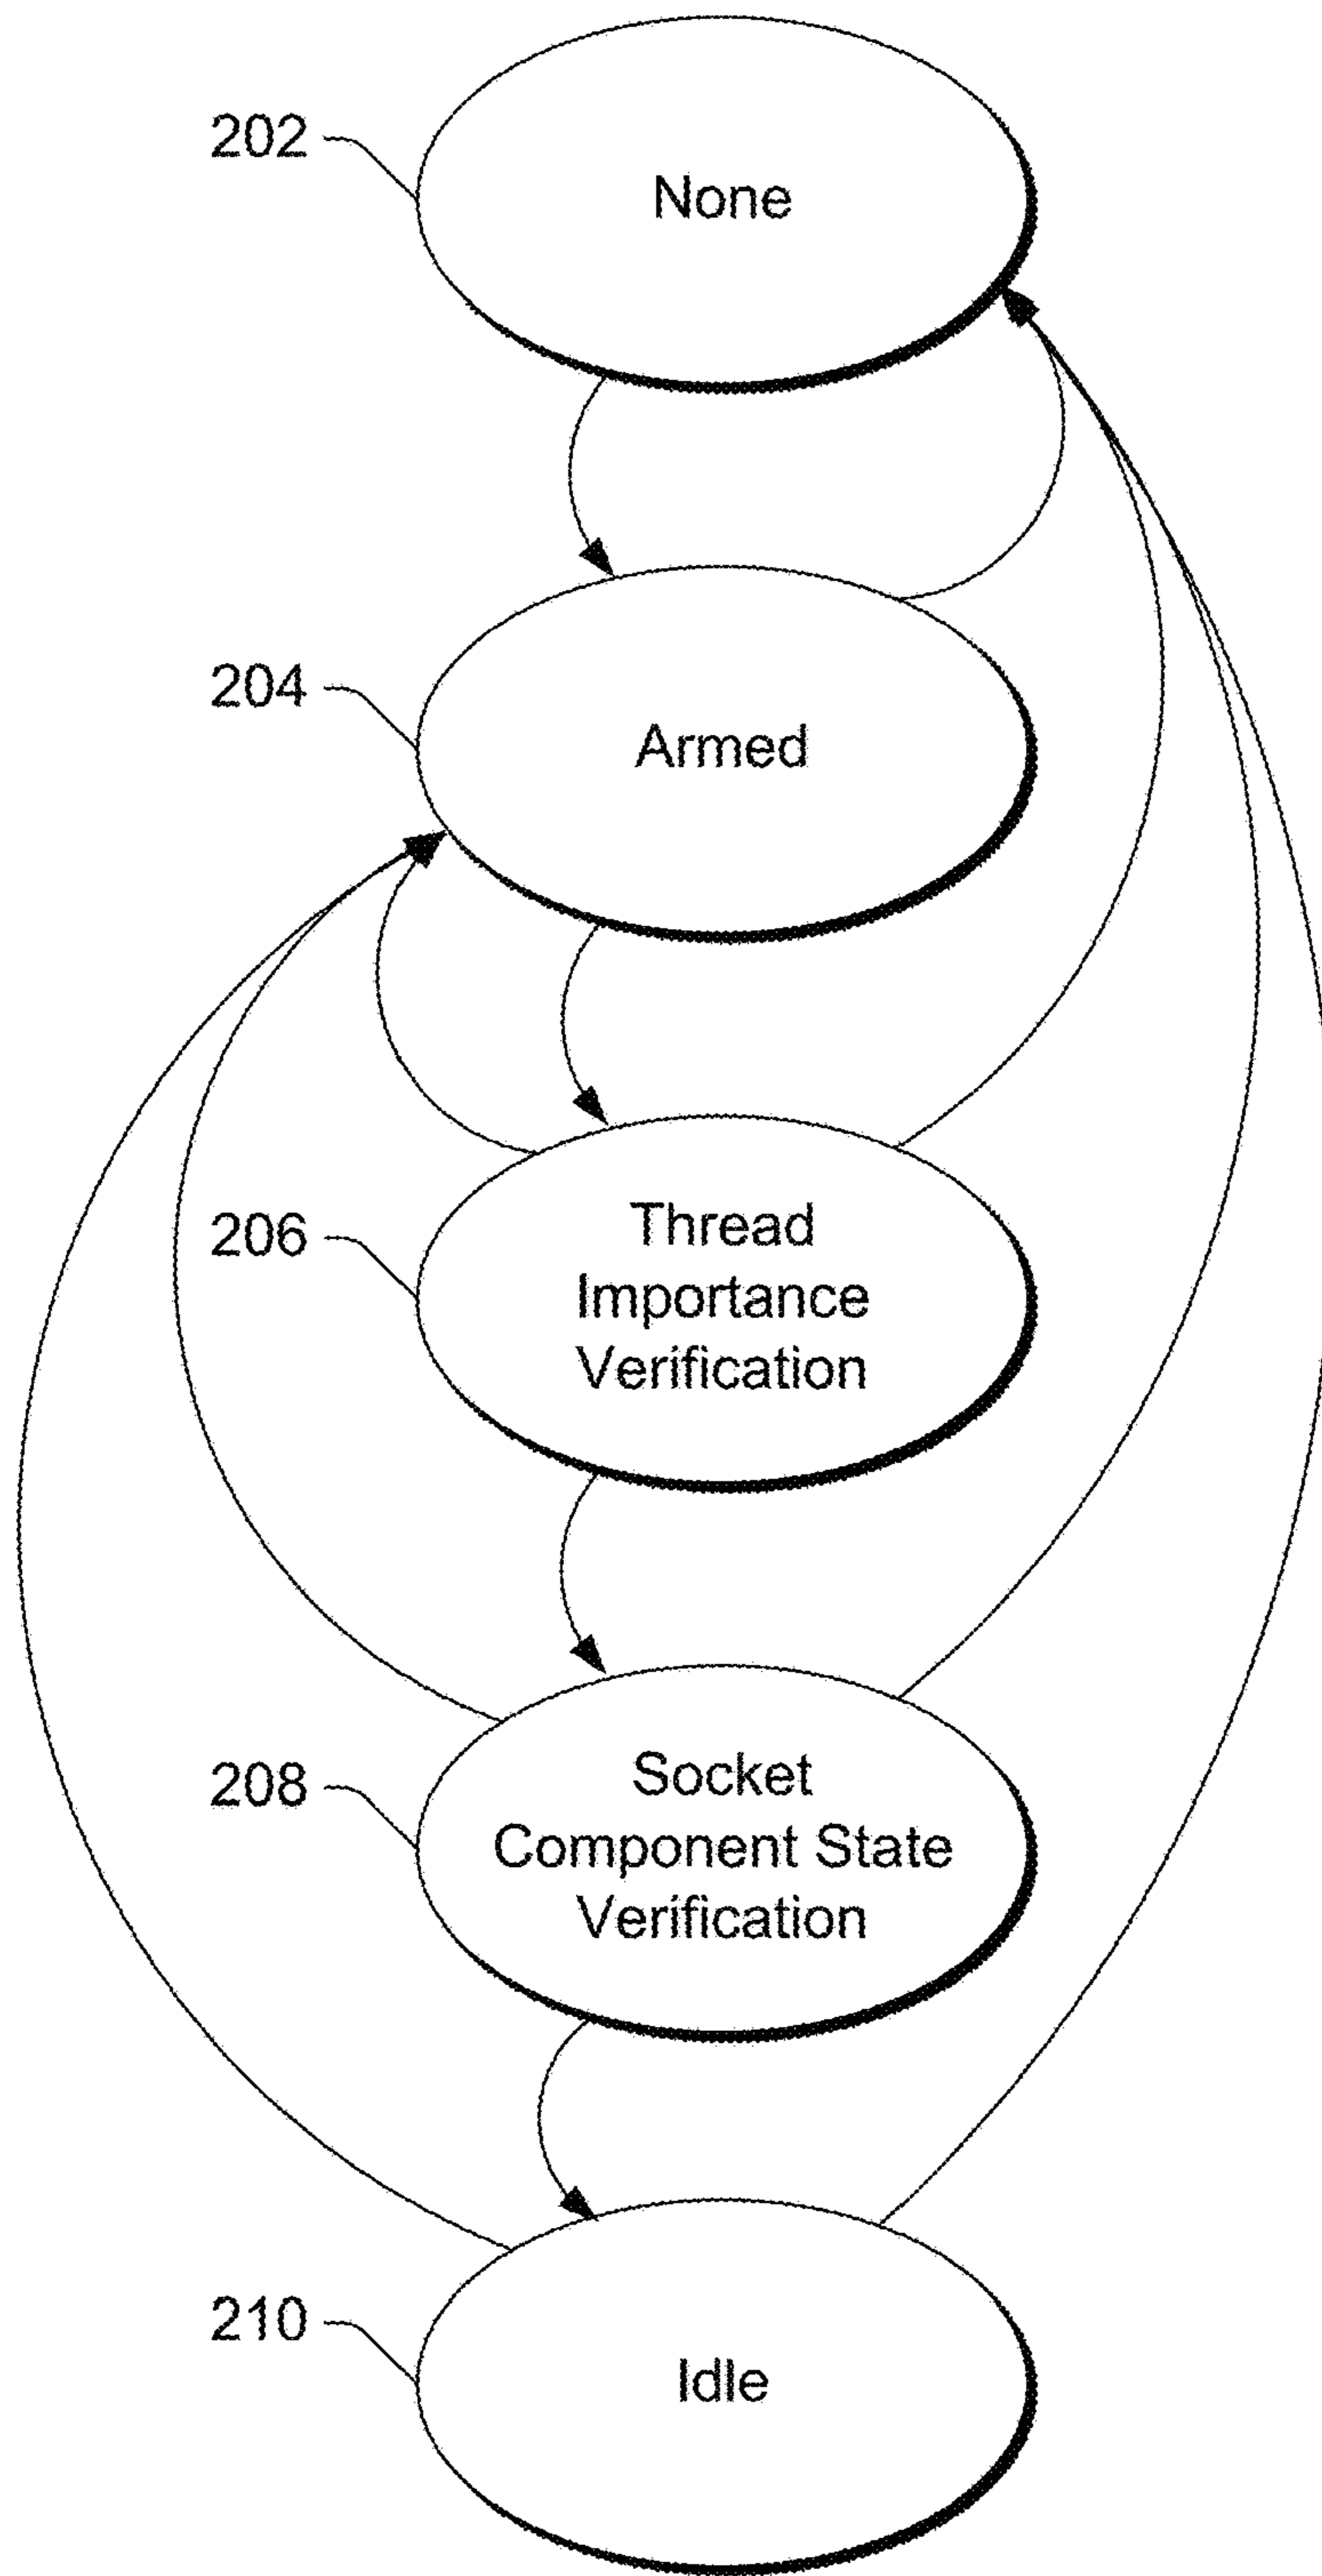 202
None
204
Armed
206
Thread
Importance
Verification
208
Socket
Component State
Verification
210
Idle